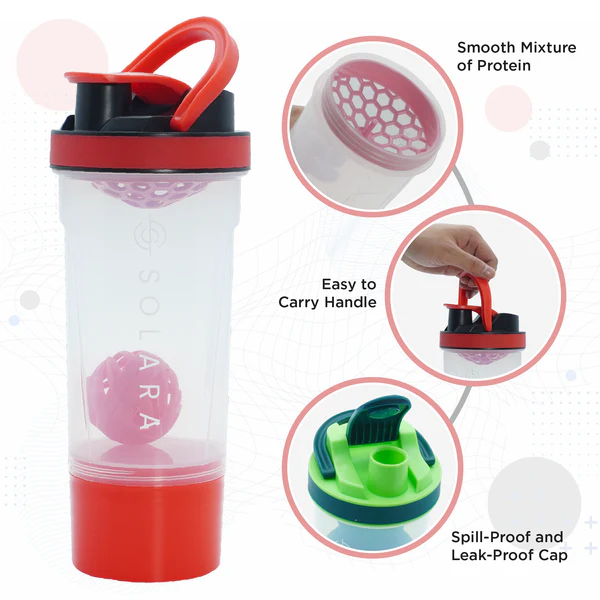 Smooth Mixture
of Protein
SOLARA
Easy to
Carry Handle
Spill-Proof and
Leak-Proof Cap